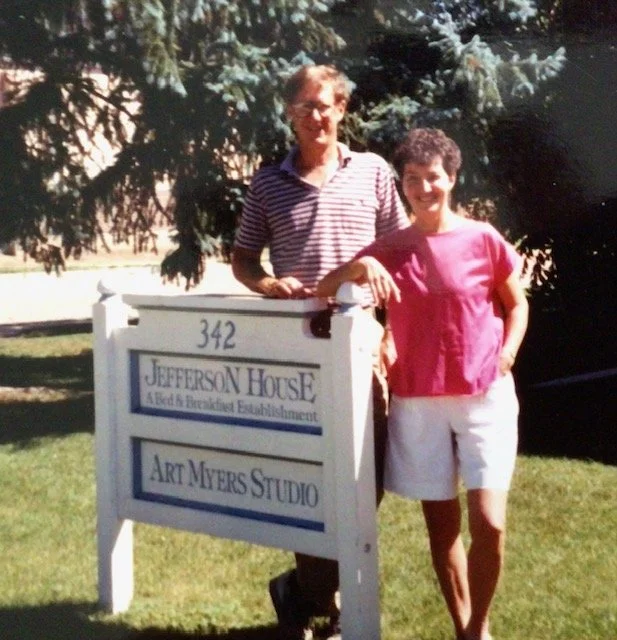 342
JEFFERSON HOUSE
A Bed & Breakfast Establishment
ART MYERS STUDIO